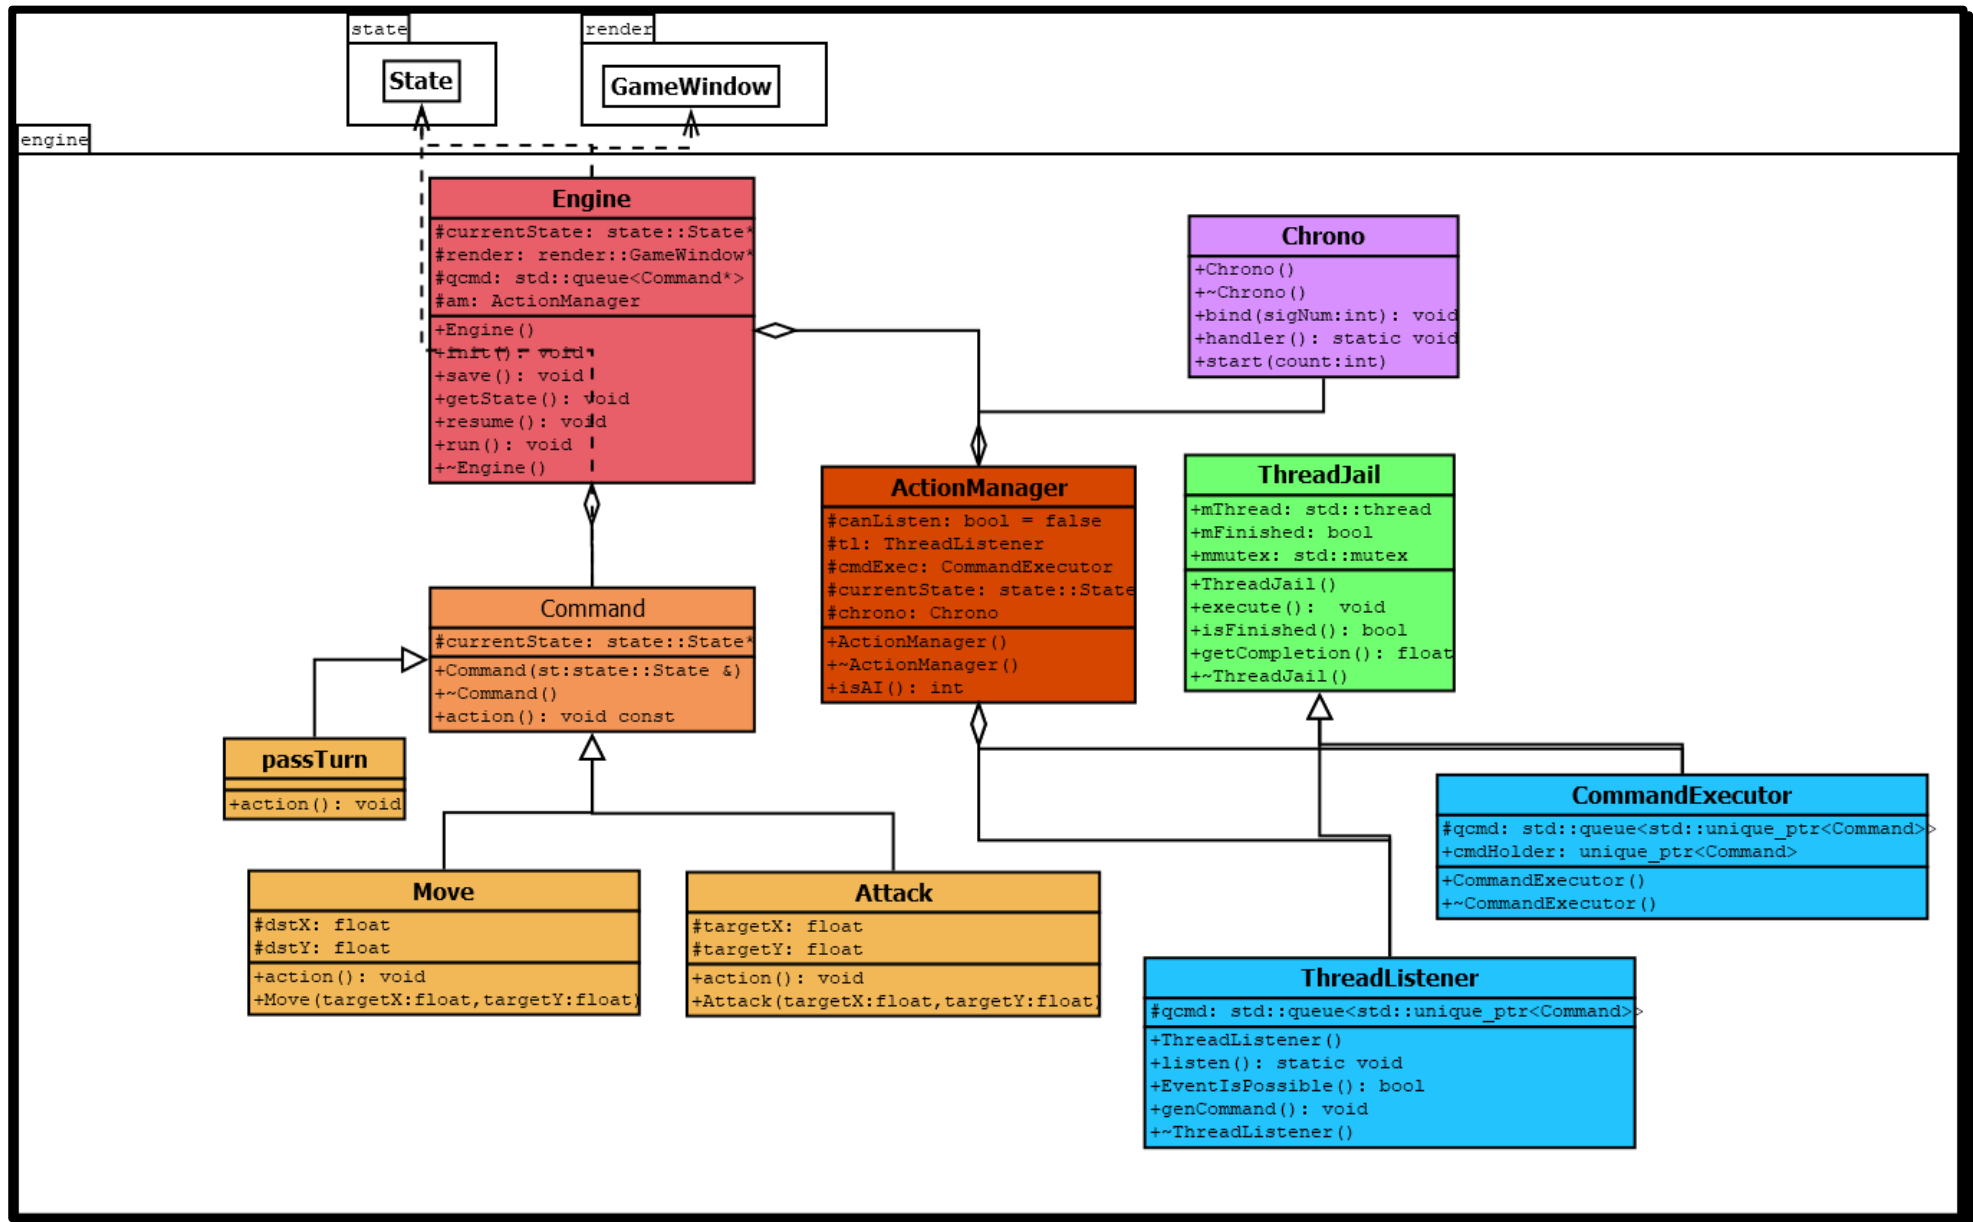 state
State
render
GameWindow
engine
Engine
#currentState: state::State*
#render: render::GameWindow*
#qcmd: std::queue<Command*>
#am: ActionManager
+Engine()
+init(): void
+save(): void
+getState(): void
+resume(): void
+run(): void
+~Engine()
Chrono
+Chrono()
+~Chrono()
+bind(sigNum:int): void
+handler(): static void
+start(count:int)
ActionManager
#canListen: bool = false
#tl: ThreadListener
#cmdExec: CommandExecutor
#currentState: state::State
#chrono: Chrono
+ActionManager()
+~ActionManager()
+isAI(): int
ThreadJail
+mThread: std::thread
+mFinished: bool
+mmutex: std::mutex
+ThreadJail()
+execute():  void
+isFinished(): bool
+getCompletion(): float
+~ThreadJail()
Command
#currentState: state::State*
+Command(st:state::State &)
+~Command()
+action(): void const
passTurn
+action(): void
Move
#dstX: float
#dstY: float
+action(): void
+Move(targetX:float,targetY:float)
Attack
#targetX: float
#targetY: float
+action(): void
+Attack(targetX:float,targetY:float)
CommandExecutor
#qcmd: std::queue<std::unique_ptr<Command>>
+cmdHolder: unique_ptr<Command>
+CommandExecutor()
+~CommandExecutor()
ThreadListener
#qcmd: std::queue<std::unique_ptr<Command>>
+ThreadListener()
+listen(): static void
+EventIsPossible(): bool
+genCommand(): void
+~ThreadListener()